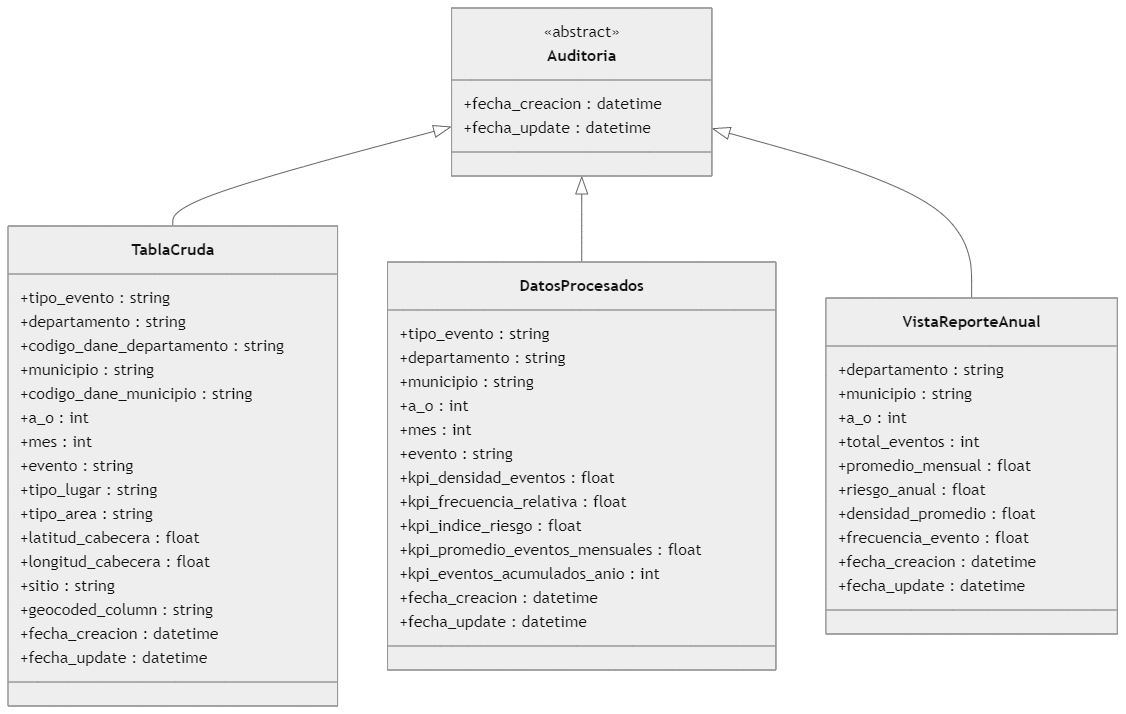 «abstract»
Auditoria
+fecha_creacion : datetime
+fecha_update : datetime
TablaCruda
+tipo_evento : string
+departamento : string
+codigo_dane_departamento : string
+municipio : string
+codigo_dane_municipio : string
+a_o : int
+mes : int
+evento : string
+tipo_lugar : string
+tipo_area : string
+latitud_cabecera : float
+longitud_cabecera : float
+sitio : string
+geocoded_column : string
+fecha_creacion : datetime
+fecha_update : datetime
DatosProcesados
+tipo_evento : string
+departamento : string
+municipio : string
+a_o : int
+mes : int
+evento : string
+kpi_densidad_eventos : float
+kpi_frecuencia_relativa : float
+kpi_indice_riesgo : float
+kpi_promedio_eventos_mensuales : float
+kpi_eventos_acumulados_anio : int
+fecha_creacion : datetime
+fecha_update : datetime
VistaReporteAnual
+departamento : string
+municipio : string
+a_o : int
+total_eventos : int
+promedio_mensual : float
+riesgo_anual : float
+densidad_promedio : float
+frecuencia_evento : float
+fecha_creacion : datetime
+fecha_update : datetime